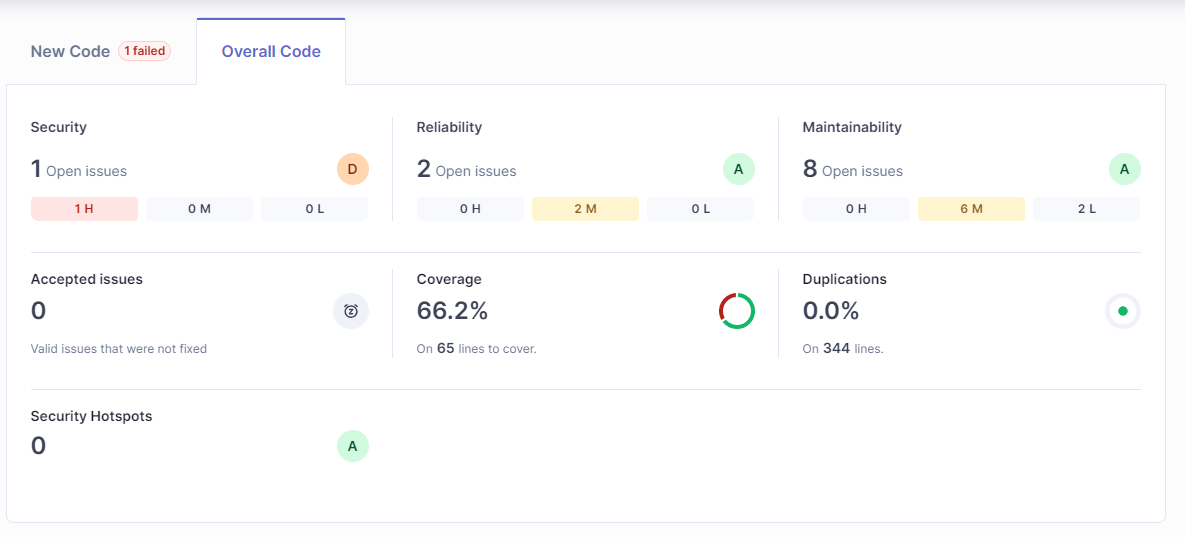 New Code 1 failed Overall Code
Security
1 Open issues D
1 H 0 M 0 L
Reliability
2 Open issues A
0 H 2 M 0 L
Maintainability
8 Open issues A
0 H 6 M 2 L
Accepted issues
0
Valid issues that were not fixed
Coverage
66.2%
On 65 lines to cover.
Duplications
0.0%
On 344 lines.
Security Hotspots
0 A